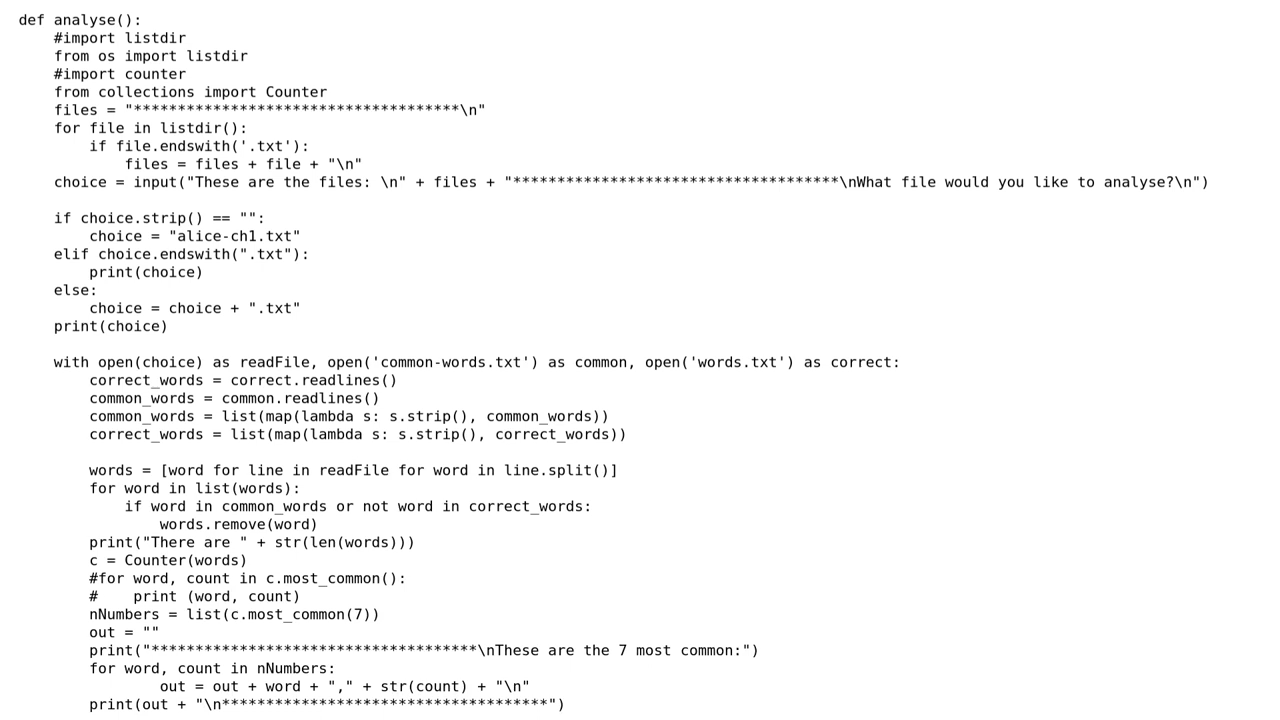 def analyse():
    #import listdir
    from os import listdir
    #import counter
    from collections import Counter
    files = "*************************************\n"
    for file in listdir():
        if file.endswith('.txt'):
            files = files + file + "\n"
    choice = input("These are the files: \n" + files + "*************************************\nWhat file would you like to analyse?\n")

    if choice.strip() == "":
        choice = "alice-ch1.txt"
    elif choice.endswith(".txt"):
        print(choice)
    else:
        choice = choice + ".txt"
    print(choice)

    with open(choice) as readFile, open('common-words.txt') as common, open('words.txt') as correct:
        correct_words = correct.readlines()
        common_words = common.readlines()
        common_words = list(map(lambda s: s.strip(), common_words))
        correct_words = list(map(lambda s: s.strip(), correct_words))

        words = [word for line in readFile for word in line.split()]
        for word in list(words):
            if word in common_words or not word in correct_words:
                words.remove(word)
        print("There are " + str(len(words)))
        c = Counter(words)
        #for word, count in c.most_common():
        #    print (word, count)
        nNumbers = list(c.most_common(7))
        out = ""
        print("*************************************\nThese are the 7 most common:")
        for word, count in nNumbers:
                out = out + word + "," + str(count) + "\n"
        print(out + "\n*************************************")